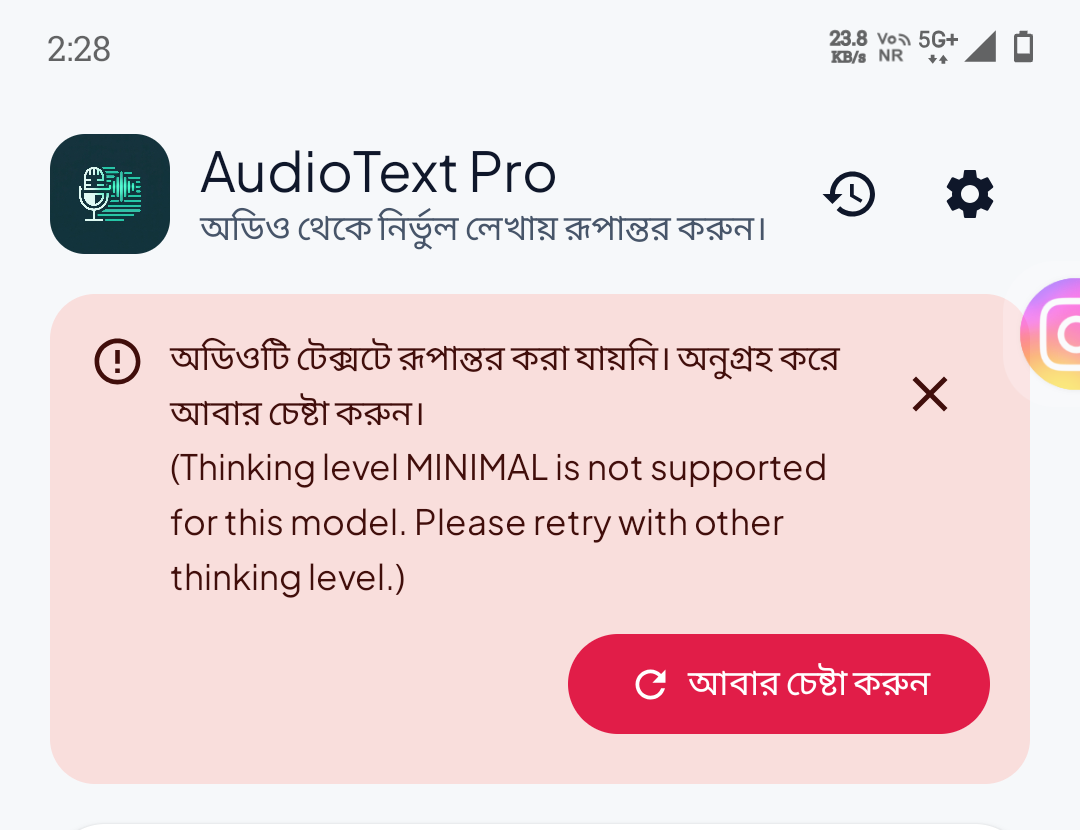 2:28
23.8 KB/s VoNR 5G+
AudioText Pro
অডিও থেকে নির্ভুল লেখায় রূপান্তর করুন।
অডিওটি টেক্সটে রূপান্তর করা যায়নি। অনুগ্রহ করে
আবার চেষ্টা করুন।
(Thinking level MINIMAL is not supported
for this model. Please retry with other
thinking level.)
আবার চেষ্টা করুন